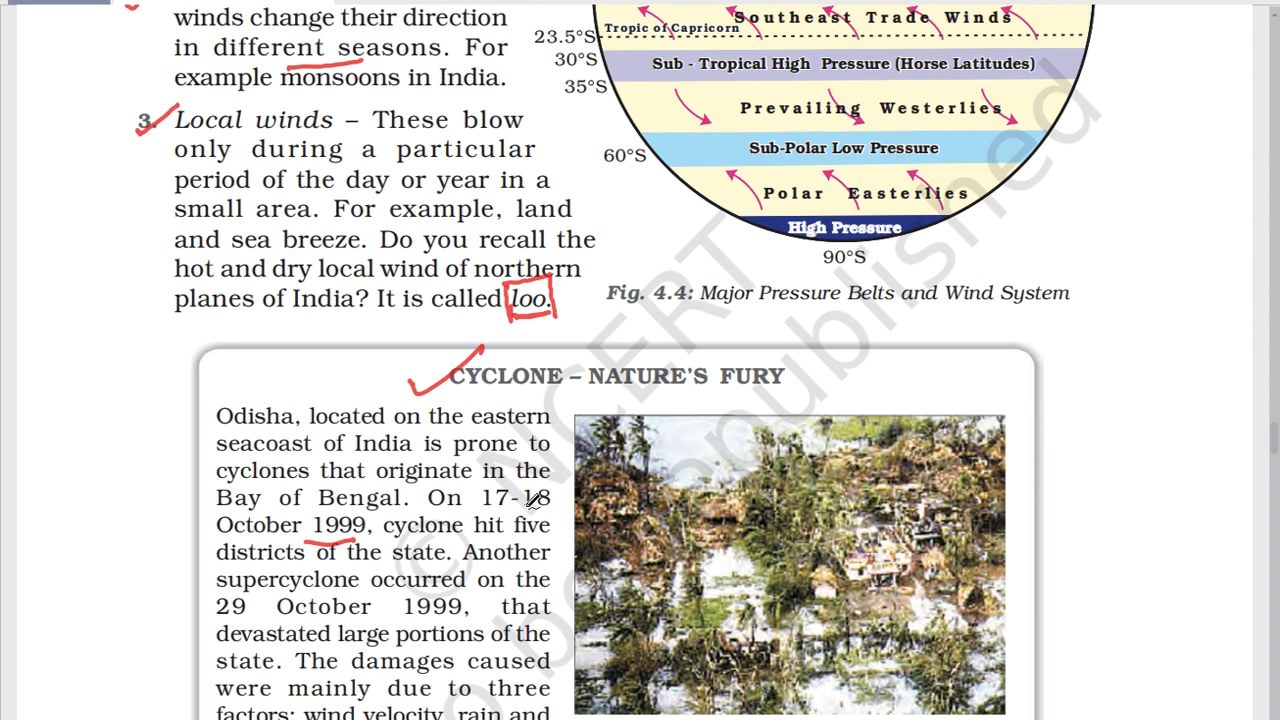 winds change their direction
in different seasons. For
example monsoons in India.
3. Local winds – These blow
only during a particular
period of the day or year in a
small area. For example, land
and sea breeze. Do you recall the
hot and dry local wind of northern
planes of India? It is called loo.
Southeast Trade Winds
Tropic of Capricorn
23.5°S
30°S
Sub - Tropical High Pressure (Horse Latitudes)
35°S
Prevailing Westerlies
60°S
Sub-Polar Low Pressure
Polar Easterlies
High Pressure
90°S
Fig. 4.4: Major Pressure Belts and Wind System
CYCLONE – NATURE'S FURY
Odisha, located on the eastern
seacoast of India is prone to
cyclones that originate in the
Bay of Bengal. On 17-18
October 1999, cyclone hit five
districts of the state. Another
supercyclone occurred on the
29 October 1999, that
devastated large portions of the
state. The damages caused
were mainly due to three
factors: wind velocity, rain and
© NCERT
published